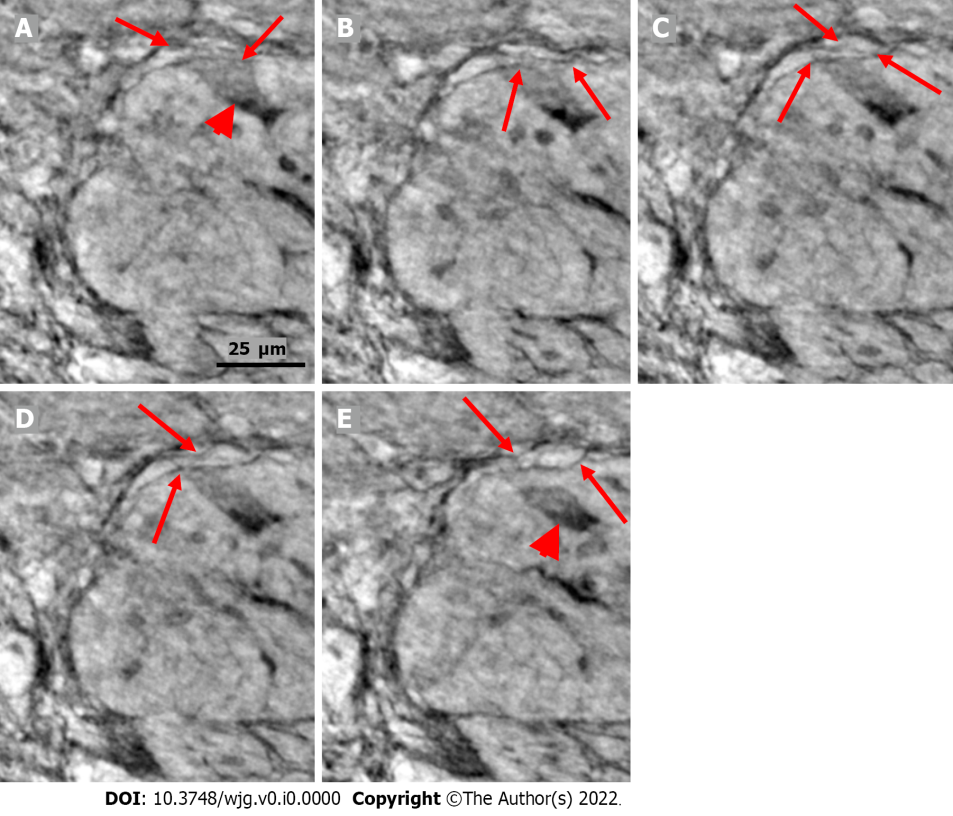 A
B
C
25 μm
D
E
DOI: 10.3748/wjg.v0.i0.0000 Copyright ©The Author(s) 2022.